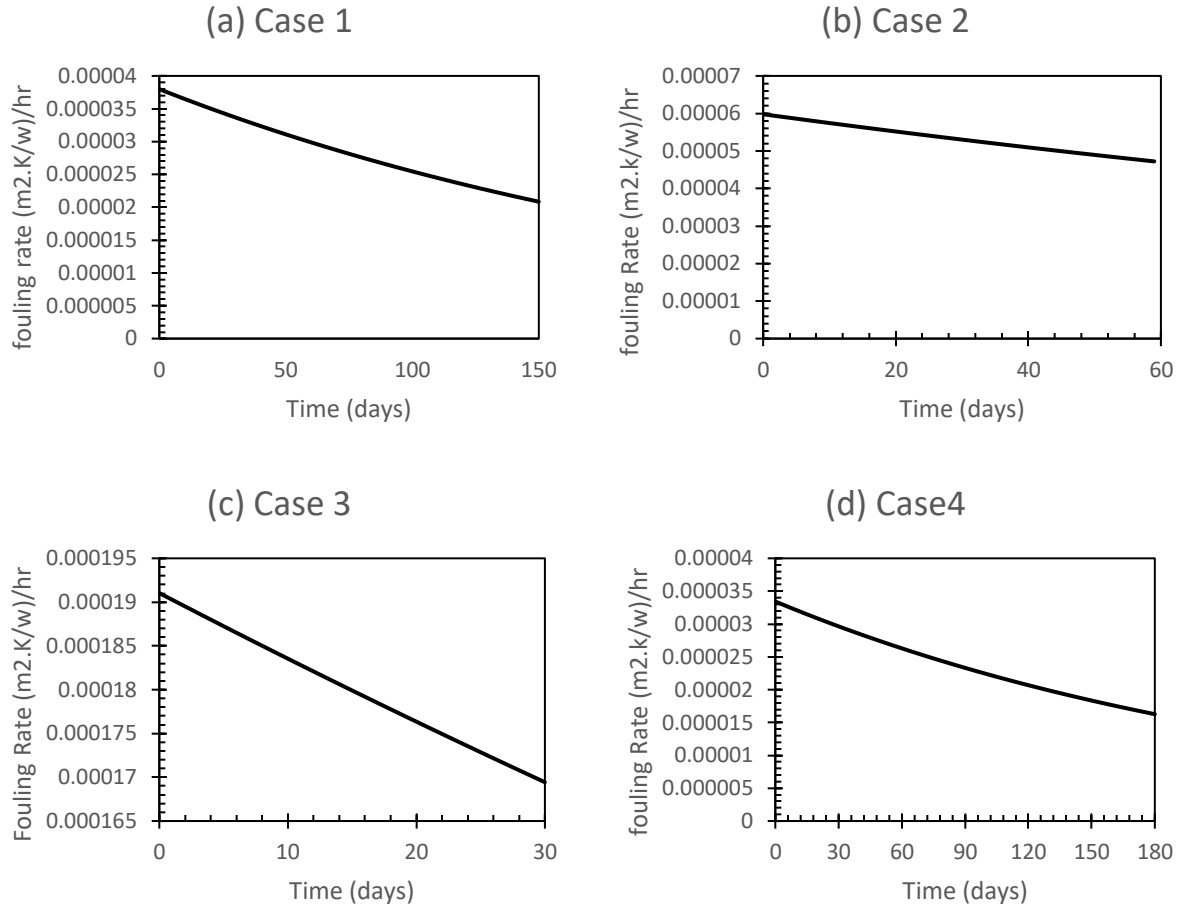 (a) Case 1
fouling rate (m2.K/w)/hr
0.00004
0.000035
0.00003
0.000025
0.00002
0.000015
0.00001
0.000005
0
0 50 100 150
Time (days)
(b) Case 2
fouling Rate (m2.k/w)/hr
0.00007
0.00006
0.00005
0.00004
0.00003
0.00002
0.00001
0
0 20 40 60
Time (days)
(c) Case 3
Fouling Rate (m2.K/w)/hr
0.000195
0.00019
0.000185
0.00018
0.000175
0.00017
0.000165
0 10 20 30
Time (days)
(d) Case4
fouling Rate (m2.k/w)/hr
0.00004
0.000035
0.00003
0.000025
0.00002
0.000015
0.00001
0.000005
0
0 30 60 90 120 150 180
Time (days)